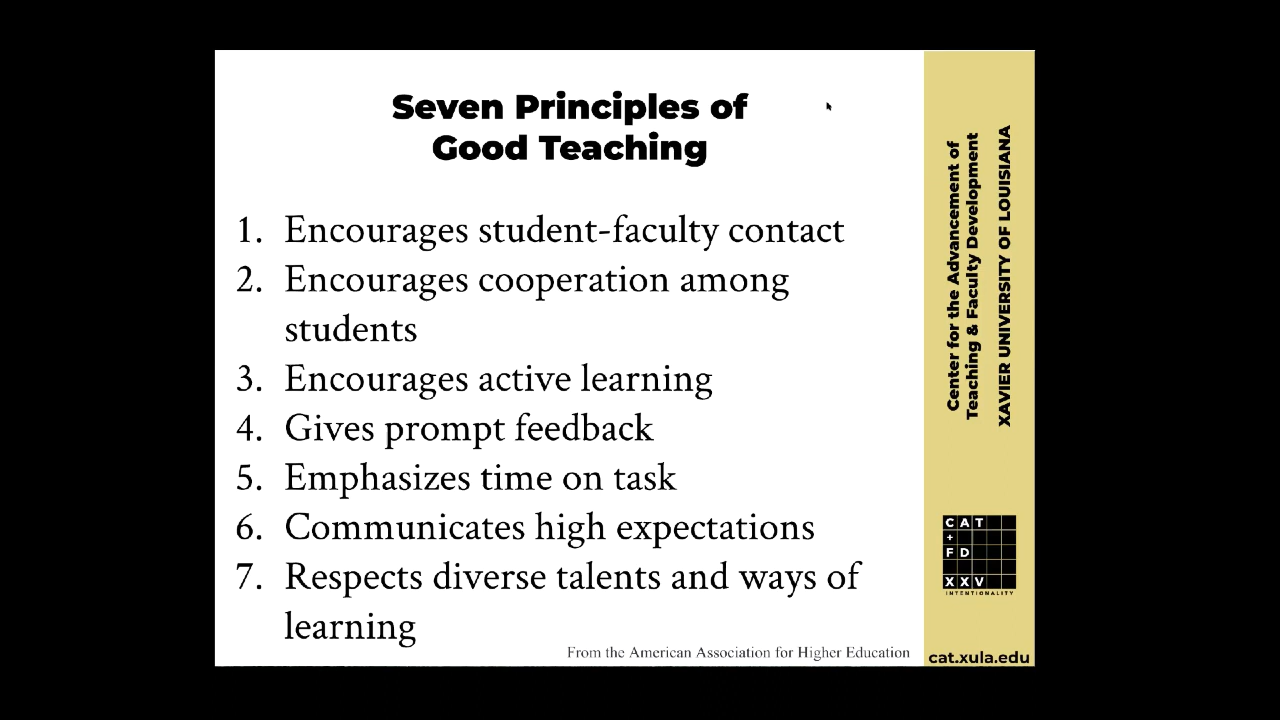 Seven Principles of
Good Teaching
1. Encourages student-faculty contact
2. Encourages cooperation among
students
3. Encourages active learning
4. Gives prompt feedback
5. Emphasizes time on task
6. Communicates high expectations
7. Respects diverse talents and ways of
learning
From the American Association for Higher Education
Center for the Advancement of
Teaching & Faculty Development
XAVIER UNIVERSITY OF LOUISIANA
CAT
+
FD
XXV
INTENTIONALITY
cat.xula.edu